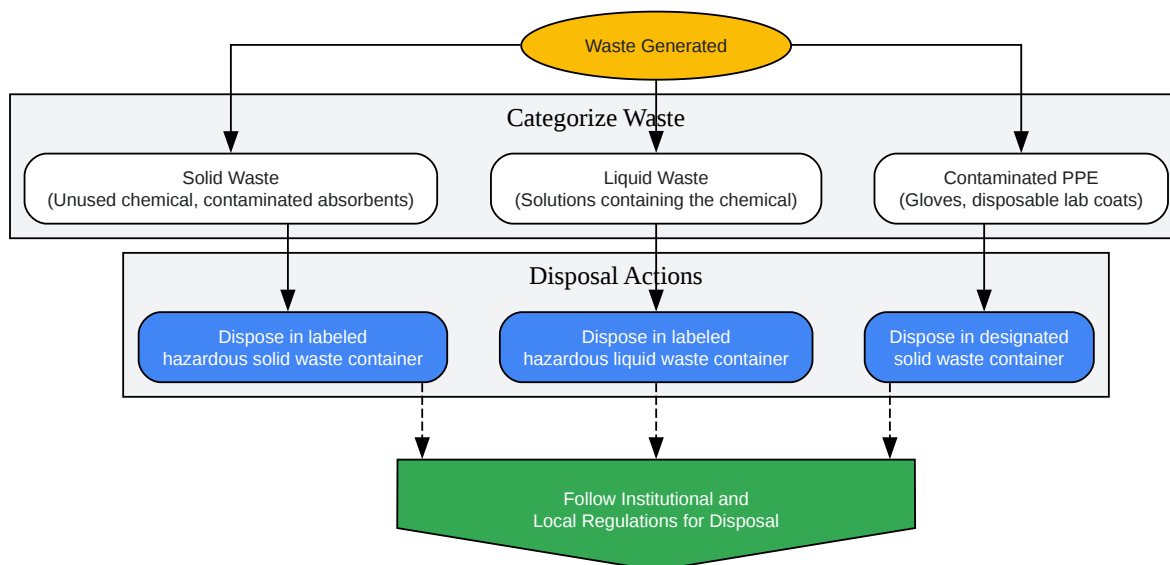 Waste Generated
Categorize Waste
Solid Waste
(Unused chemical, contaminated absorbents)
Liquid Waste
(Solutions containing the chemical)
Contaminated PPE
(Gloves, disposable lab coats)
Disposal Actions
Dispose in labeled
hazardous solid waste container
Dispose in labeled
hazardous liquid waste container
Dispose in designated
solid waste container
Follow Institutional and
Local Regulations for Disposal